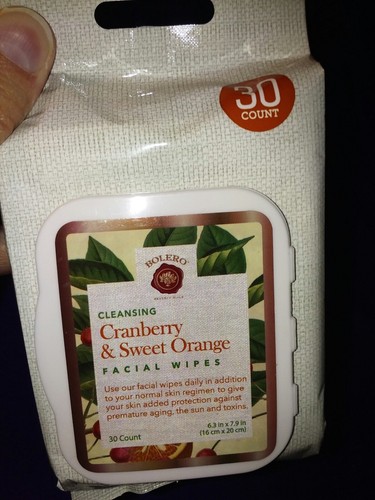 30
COUNT
BOLERO®
BEVERLY HILLS
CLEANSING
Cranberry
& Sweet Orange
FACIAL WIPES
Use our facial wipes daily in addition
to your normal skin regimen to give
your skin added protection against
premature aging, the sun and toxins.
6.3 in x 7.9 in
30 Count (16 cm x 20 cm)